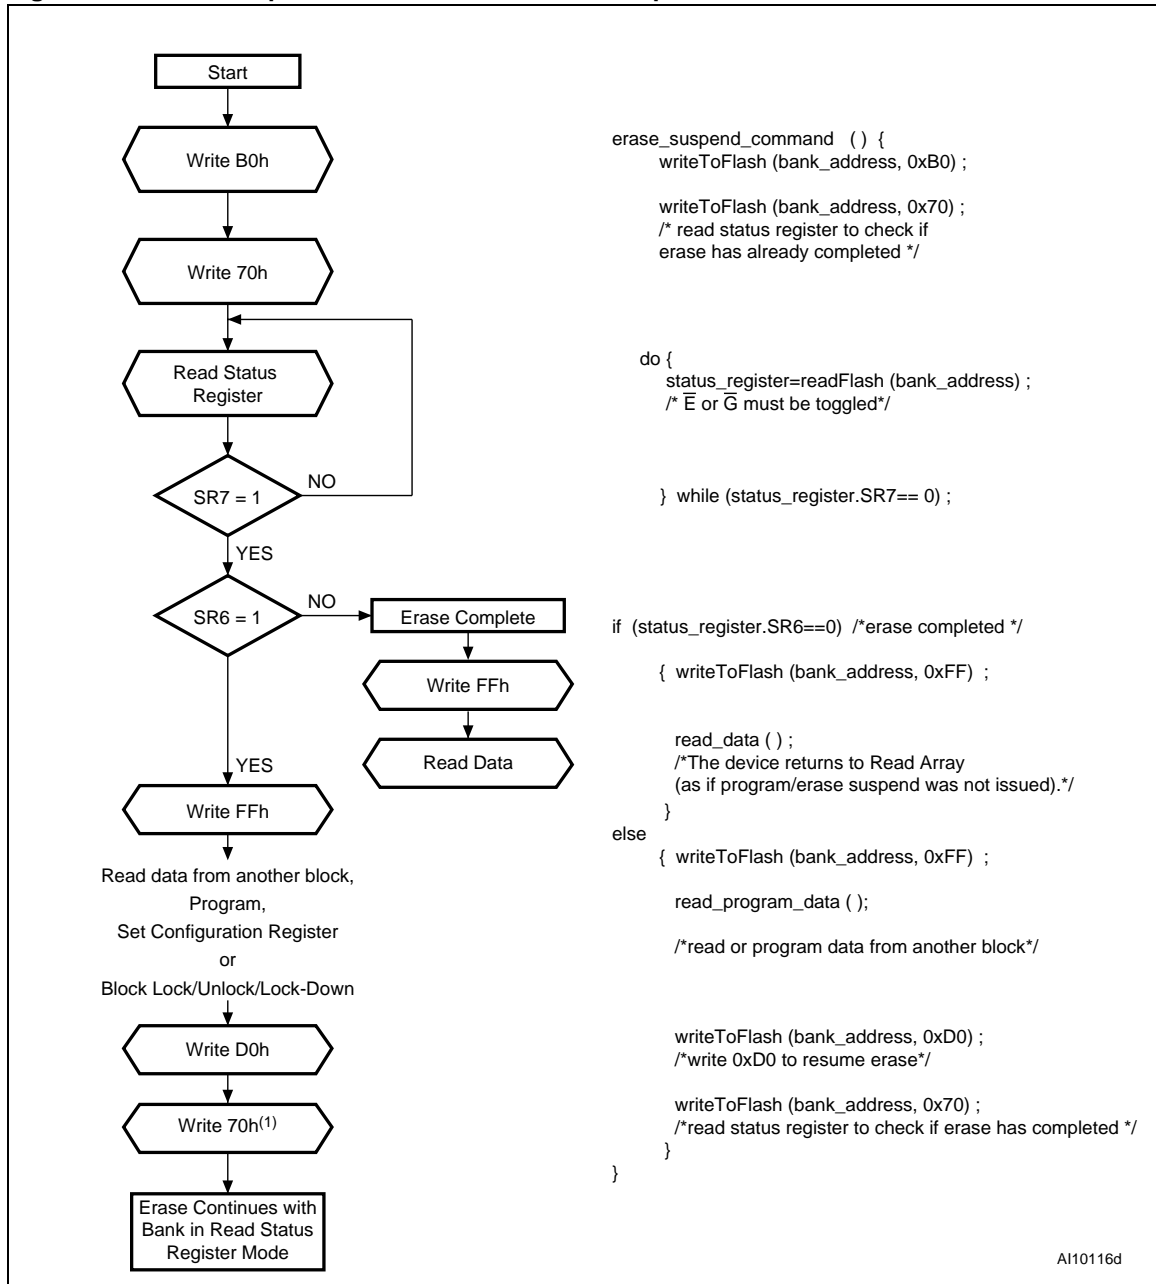 Start
Write B0h
Write 70h
Read Status
Register
SR7 = 1
NO
YES
SR6 = 1
NO
Erase Complete
Write FFh
Read Data
YES
Write FFh
Read data from another block,
Program,
Set Configuration Register
or
Block Lock/Unlock/Lock-Down
Write D0h
Write 70h(1)
Erase Continues with
Bank in Read Status
Register Mode
erase_suspend_command ( ) {
writeToFlash (bank_address, 0xB0) ;
writeToFlash (bank_address, 0x70) ;
/* read status register to check if
erase has already completed */
do {
status_register=readFlash (bank_address) ;
/* E̅ or G̅ must be toggled*/
} while (status_register.SR7== 0) ;
if (status_register.SR6==0) /*erase completed */
{ writeToFlash (bank_address, 0xFF) ;
read_data ( ) ;
/*The device returns to Read Array
(as if program/erase suspend was not issued).*/
}
else
{ writeToFlash (bank_address, 0xFF) ;
read_program_data ( );
/*read or program data from another block*/
writeToFlash (bank_address, 0xD0) ;
/*write 0xD0 to resume erase*/
writeToFlash (bank_address, 0x70) ;
/*read status register to check if erase has completed */
}
}
AI10116d